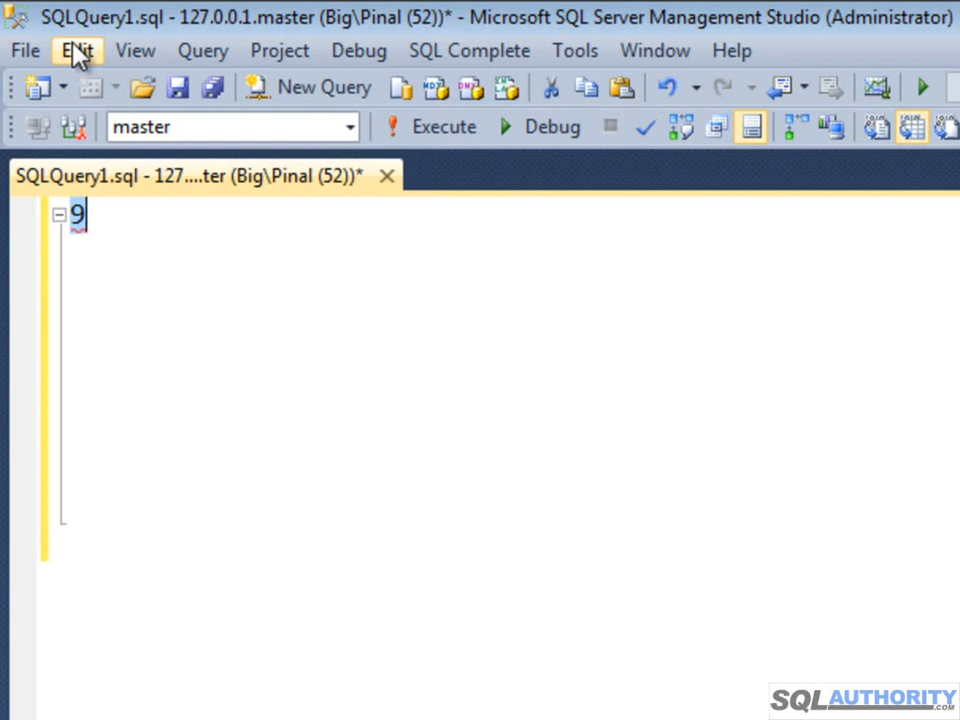 SQLQuery1.sql - 127.0.0.1.master (Big\Pinal (52))* - Microsoft SQL Server Management Studio (Administrator)
File Edit View Query Project Debug SQL Complete Tools Window Help
New Query
master Execute Debug
SQLQuery1.sql - 127....ter (Big\Pinal (52))*
9
SQLAUTHORITY
.COM